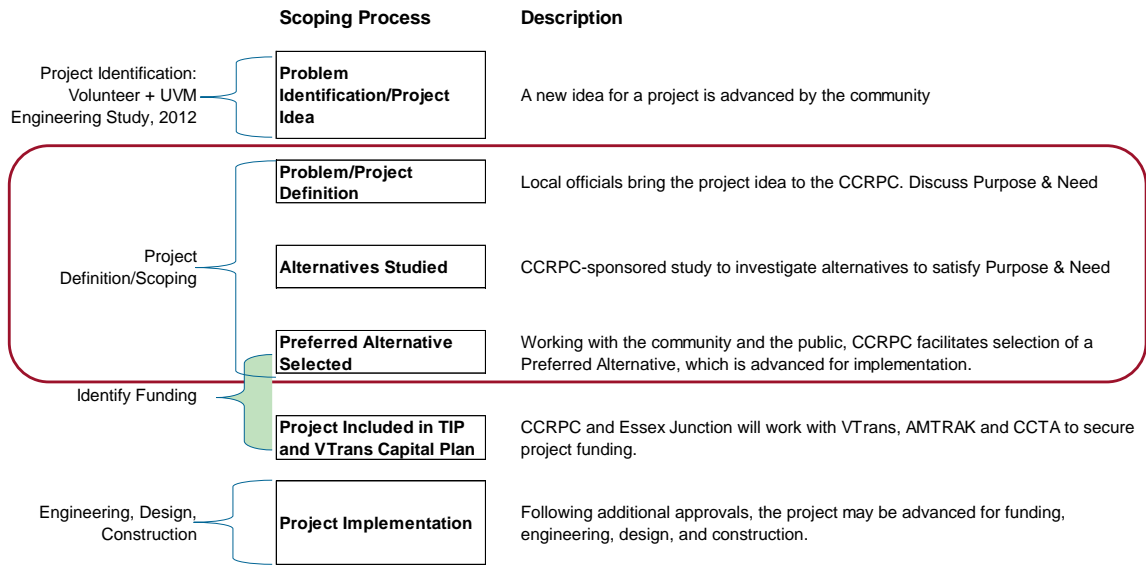 Scoping Process
Description
Project Identification:
Volunteer + UVM
Engineering Study, 2012
Problem
Identification/Project
Idea
A new idea for a project is advanced by the community
Problem/Project
Definition
Local officials bring the project idea to the CCRPC. Discuss Purpose & Need
Project
Definition/Scoping
Alternatives Studied
CCRPC-sponsored study to investigate alternatives to satisfy Purpose & Need
Preferred Alternative
Selected
Working with the community and the public, CCRPC facilitates selection of a
Preferred Alternative, which is advanced for implementation.
Identify Funding
Project Included in TIP
and VTrans Capital Plan
CCRPC and Essex Junction will work with VTrans, AMTRAK and CCTA to secure
project funding.
Engineering, Design,
Construction
Project Implementation
Following additional approvals, the project may be advanced for funding,
engineering, design, and construction.